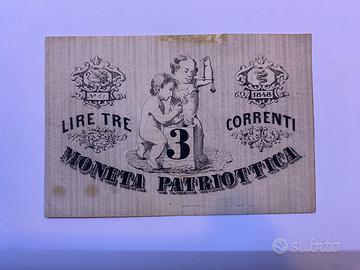 1848
LIRE TRE
3
CORRENTI
MONETA PATRIOTTICA
subito